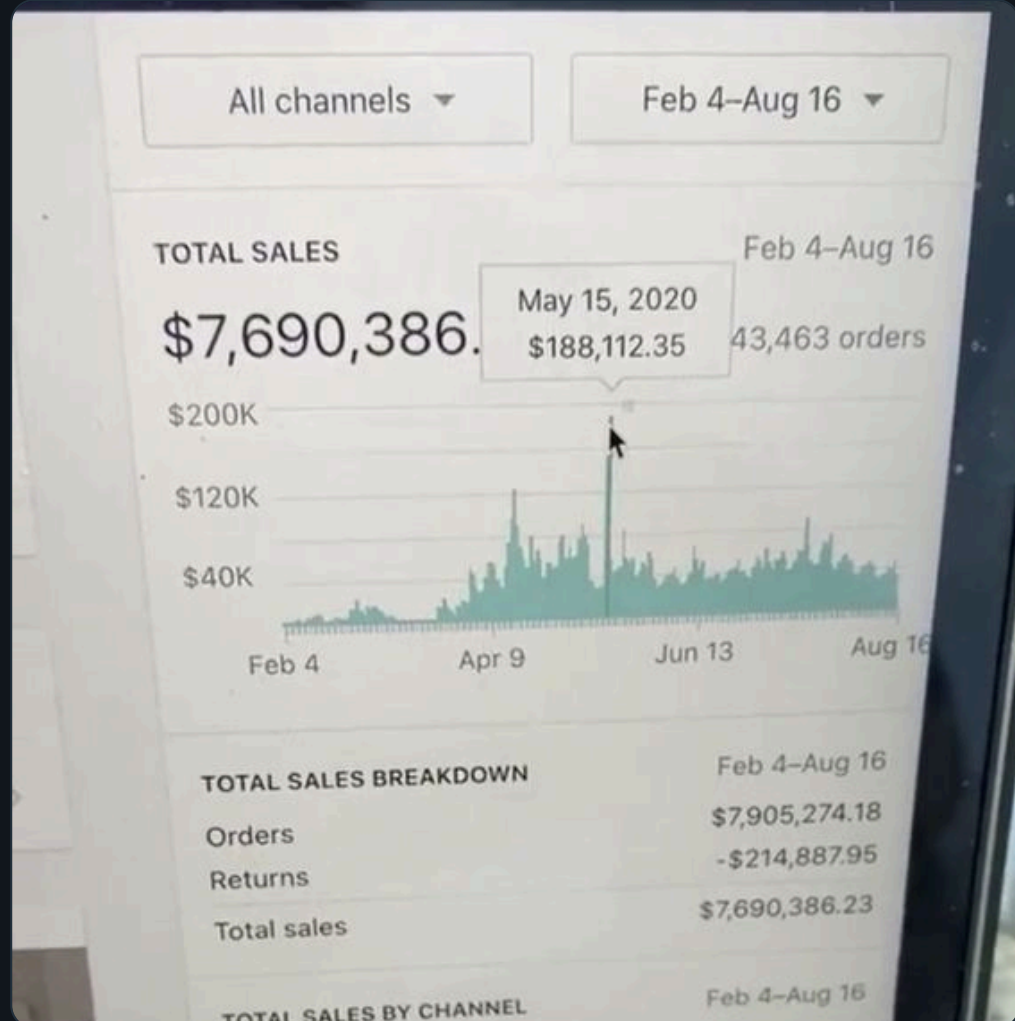 All channels
Feb 4–Aug 16
TOTAL SALES
Feb 4–Aug 16
$7,690,386.
May 15, 2020
$188,112.35
43,463 orders
$200K
$120K
$40K
Feb 4
Apr 9
Jun 13
Aug 16
TOTAL SALES BREAKDOWN
Feb 4–Aug 16
Orders
$7,905,274.18
Returns
-$214,887.95
Total sales
$7,690,386.23
TOTAL SALES BY CHANNEL
Feb 4–Aug 16